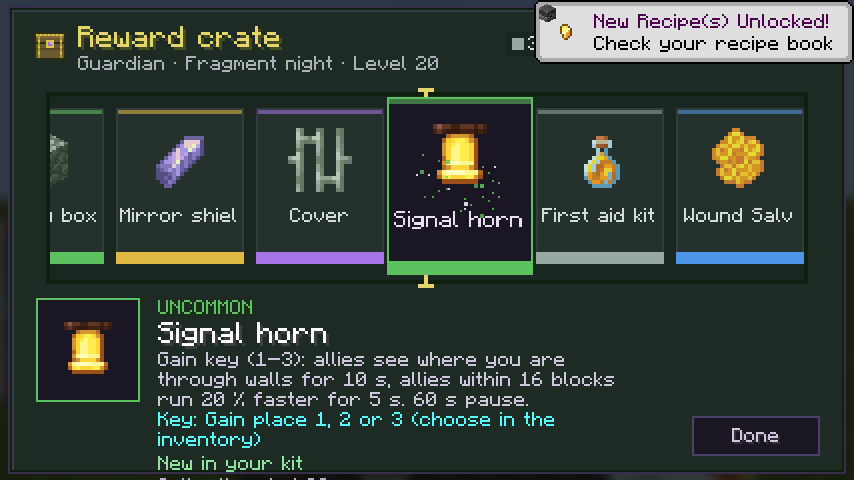 Reward crate
New Recipe(s) Unlocked!
Check your recipe book
Guardian · Fragment night · Level 20
box
Mirror shiel
Cover
Signal horn
First aid kit
Wound Salv
UNCOMMON
Signal horn
Gain key (1–3): allies see where you are
through walls for 10 s, allies within 16 blocks
run 20 % faster for 5 s. 60 s pause.
Key: Gain place 1, 2 or 3 (choose in the
inventory)
Done
New in your kit